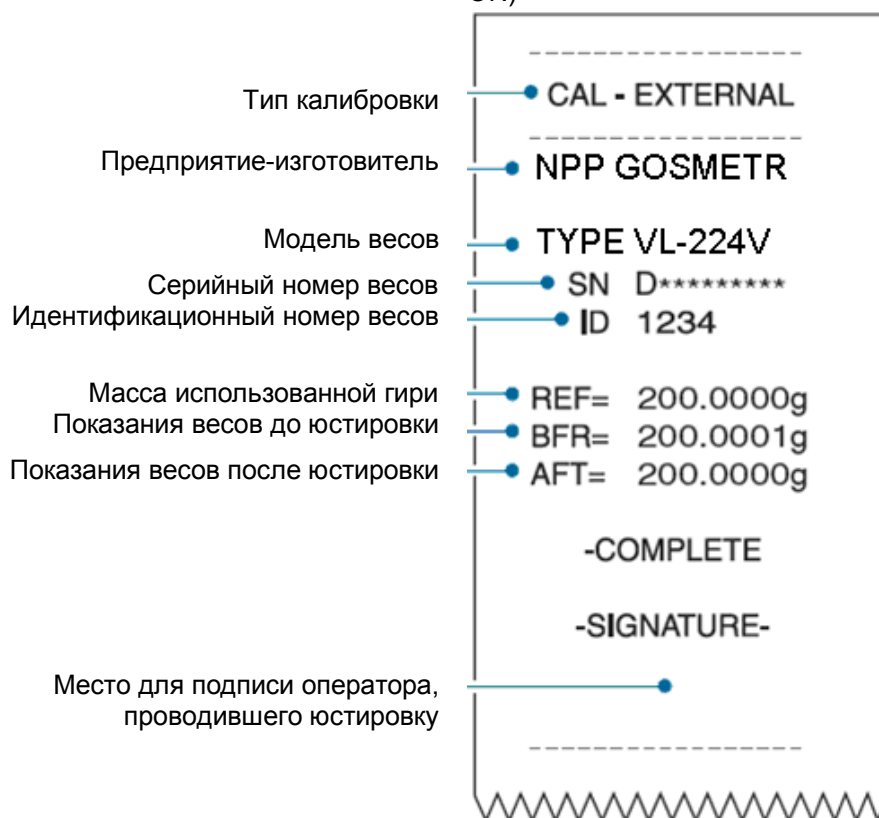 Тип калибровки
CAL - EXTERNAL
Предприятие-изготовитель
NPP GOSMETR
Модель весов
TYPE VL-224V
Серийный номер весов
SN D*********
Идентификационный номер весов
ID 1234
Масса использованной гири
REF= 200.0000g
Показания весов до юстировки
BFR= 200.0001g
Показания весов после юстировки
AFT= 200.0000g
-COMPLETE
-SIGNATURE-
Место для подписи оператора,
проводившего юстировку